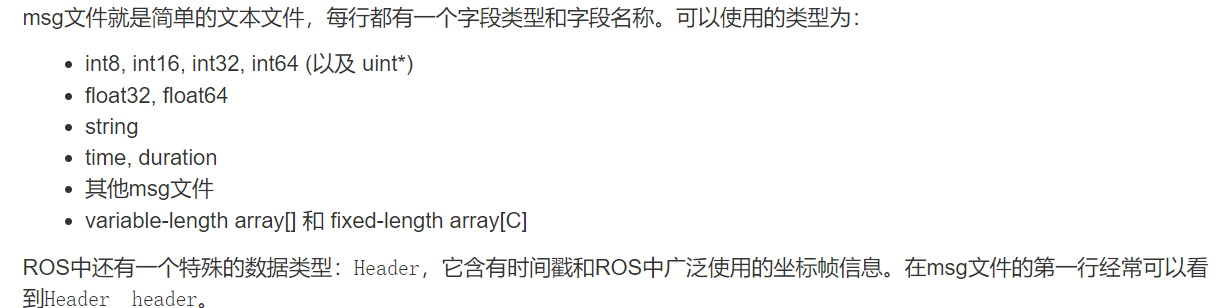 msg文件就是简单的文本文件，每行都有一个字段类型和字段名称。可以使用的类型为：
• int8, int16, int32, int64 (以及 uint*)
• float32, float64
• string
• time, duration
• 其他msg文件
• variable-length array[] 和 fixed-length array[C]
ROS中还有一个特殊的数据类型：Header，它含有时间戳和ROS中广泛使用的坐标帧信息。在msg文件的第一行经常可以看
到Header header。